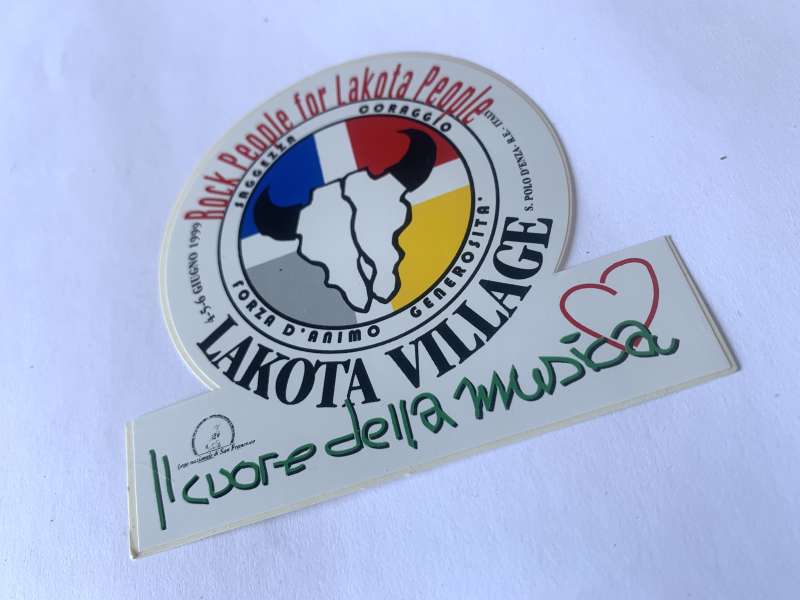 Rock People for Lakota People
4-5-6 GIUGNO 1999
S. POLO D'ENZA - R.E. - ITALY
SAGGEZZA
CORAGGIO
FORZA D'ANIMO
GENEROSITA'
LAKOTA VILLAGE
Il cuore della musica